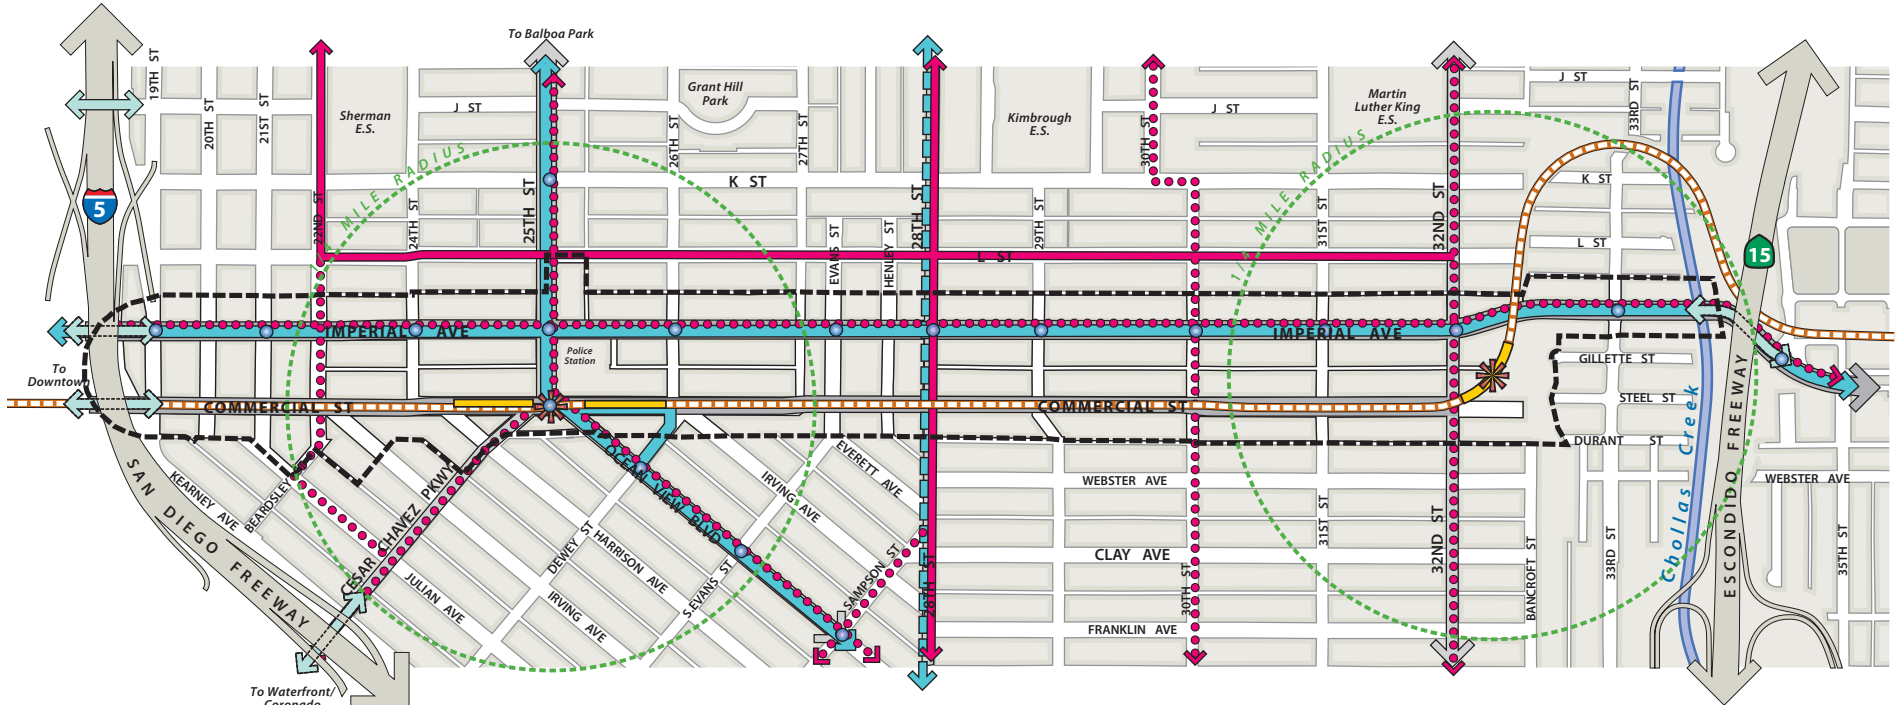 To Balboa Park
19TH ST
20TH ST
21ST ST
22ND ST
Sherman
E.S.
J ST
24TH ST
25TH ST
26TH ST
Grant Hill
Park
27TH ST
K ST
EVANS ST
HENLEY ST
28TH ST
Kimbrough
E.S.
29TH ST
30TH ST
J ST
31ST ST
Martin
Luther King
E.S.
32ND ST
J ST
33RD ST
K ST
L ST
1/4 MILE RADIUS
MILE RADIUS
5
15
L ST
IMPERIAL AVE
IMPERIAL AVE
Police
Station
To
Downtown
COMMERCIAL ST
COMMERCIAL ST
GILLETTE ST
STEEL ST
DURANT ST
SAN DIEGO FREEWAY
KEARNEY AVE
BEARDSLEY
CESAR CHAVEZ PKWY
JULIAN AVE
OCEAN VIEW BLVD
DEWEY ST
HARRISON AVE
IRVING AVE
S.EVANS ST
IRVING AVE
EVERETT AVE
SAMPSON ST
28TH ST
WEBSTER AVE
CLAY AVE
FRANKLIN AVE
30TH ST
31ST ST
32ND ST
BANCROFT ST
33RD ST
Chollas Creek
ESCONDIDO FREEWAY
WEBSTER AVE
35TH ST
To Waterfront/
Coronado